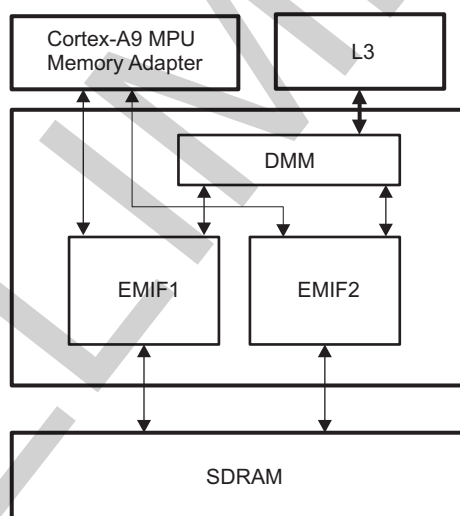 Cortex-A9 MPU
Memory Adapter
L3
DMM
EMIF1
EMIF2
SDRAM